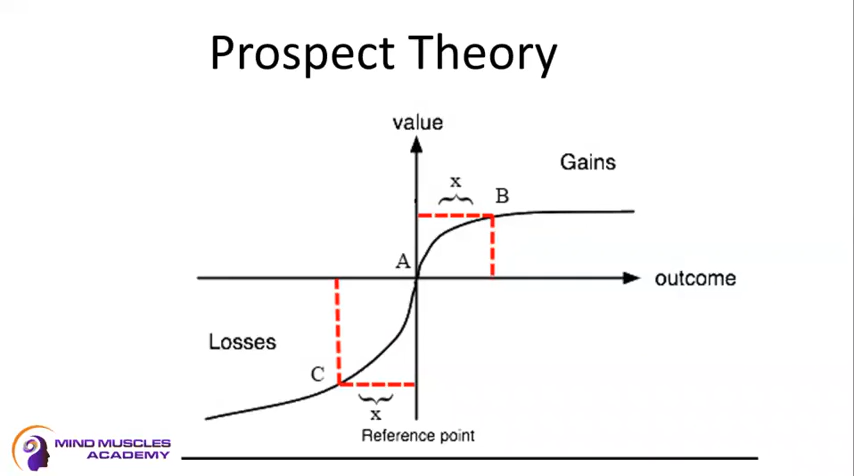 Prospect Theory
value
Gains
x
B
A
outcome
Losses
C
x
Reference point
MIND MUSCLES
ACADEMY